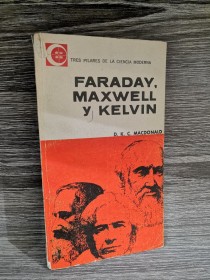 TRES PILARES DE LA CIENCIA MODERNA
FARADAY,
MAXWELL
Y KELVIN
D. K. C. MACDONALD